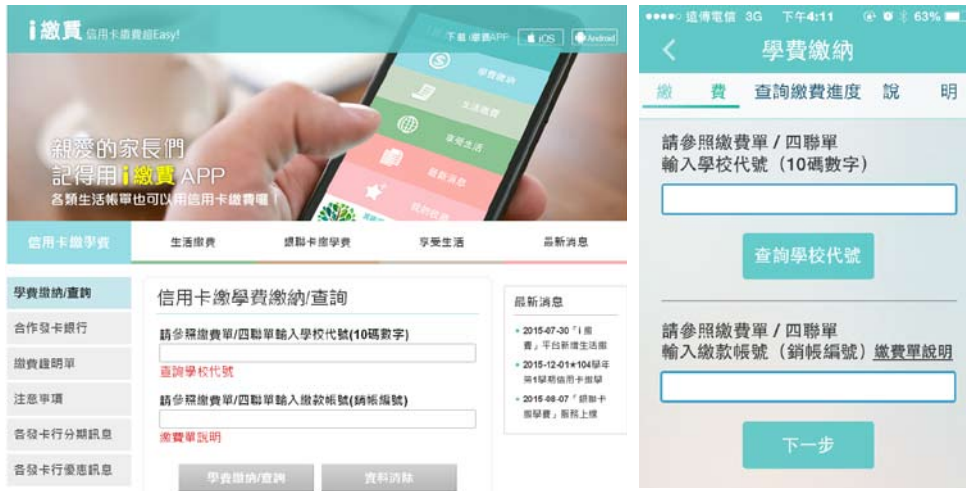 i 繳費 信用卡繳費超Easy!
下載i繳費APP iOS Android
學費繳納
生活繳費
享受生活
最新消息
我的收藏
親愛的家長們
記得用i繳費APP
各類生活帳單也可以用信用卡繳費喔!
信用卡繳學費 生活繳費 銀聯卡繳學費 享受生活 最新消息
學費繳納/查詢
合作發卡銀行
繳費證明單
注意事項
各發卡行分期訊息
各發卡行優惠訊息
信用卡繳學費繳納/查詢
請參照繳費單/四聯單輸入學校代號(10碼數字)
查詢學校代號
請參照繳費單/四聯單輸入繳款帳號(銷帳編號)
繳費單說明
學費繳納/查詢 資料清除
最新消息
2015-07-30「i 繳
費」平台新增生活繳
2015-12-01★104學年
第1學期信用卡繳學
2015-08-07「銀聯卡
繳學費」服務上線
遠傳電信 3G 下午4:11 63%
學費繳納
繳 費 查詢繳費進度 說 明
請參照繳費單 / 四聯單
輸入學校代號（10碼數字）
查詢學校代號
請參照繳費單 / 四聯單
輸入繳款帳號（銷帳編號）繳費單說明
下一步